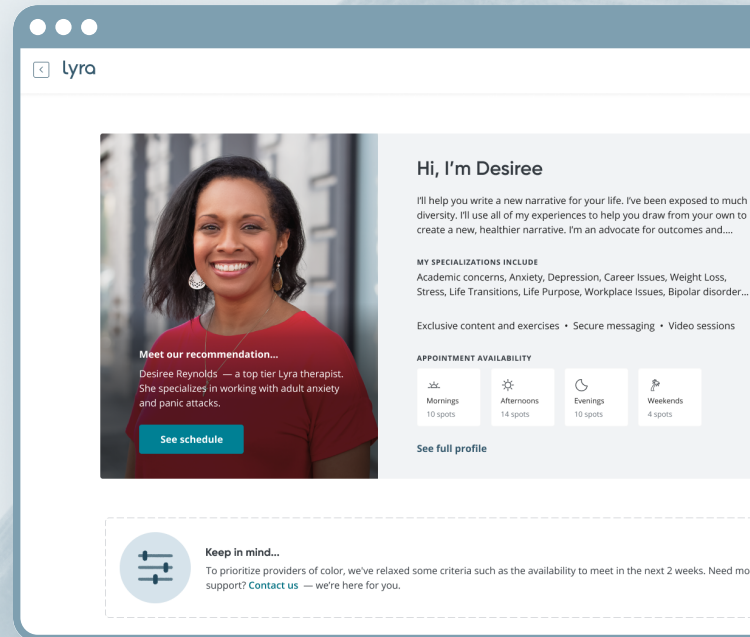 lyra
Hi, I'm Desiree
I'll help you write a new narrative for your life. I've been exposed to much
diversity. I'll use all of my experiences to help you draw from your own to
create a new, healthier narrative. I'm an advocate for outcomes and....
MY SPECIALIZATIONS INCLUDE
Academic concerns, Anxiety, Depression, Career Issues, Weight Loss,
Stress, Life Transitions, Life Purpose, Workplace Issues, Bipolar disorder...
Exclusive content and exercises • Secure messaging • Video sessions
APPOINTMENT AVAILABILITY
Mornings
10 spots
Afternoons
14 spots
Evenings
10 spots
Weekends
4 spots
See full profile
Meet our recommendation...
Desiree Reynolds — a top tier Lyra therapist.
She specializes in working with adult anxiety
and panic attacks.
See schedule
Keep in mind...
To prioritize providers of color, we've relaxed some criteria such as the availability to meet in the next 2 weeks. Need
support? Contact us — we're here for you.